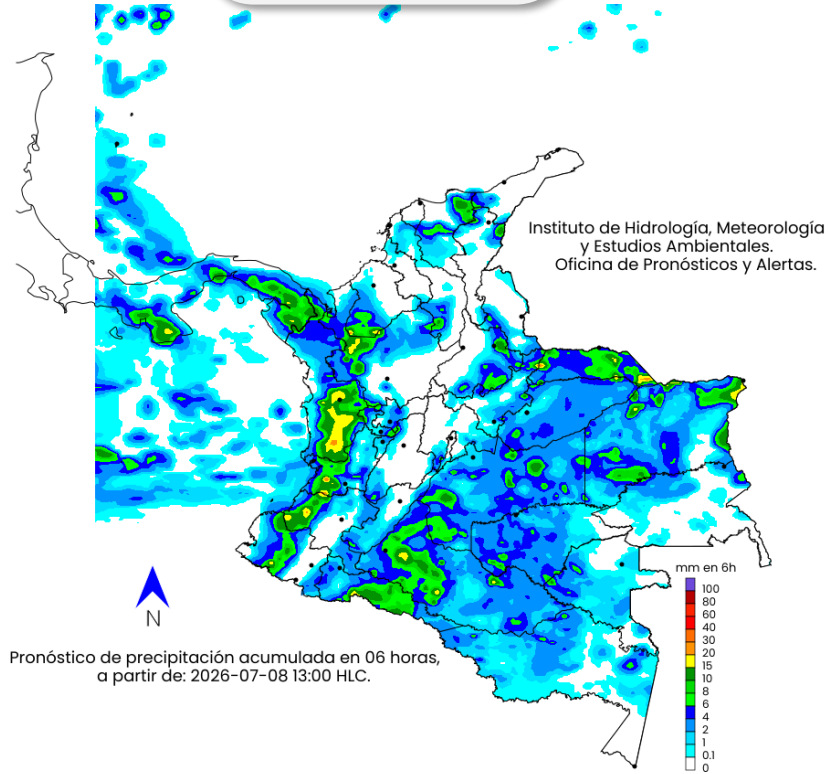 Instituto de Hidrología, Meteorología
y Estudios Ambientales.
Oficina de Pronósticos y Alertas.
mm en 6h
100
80
60
40
30
20
15
10
8
6
4
2
1
0.1
0
N
Pronóstico de precipitación acumulada en 06 horas,
a partir de: 2026-07-08 13:00 HLC.